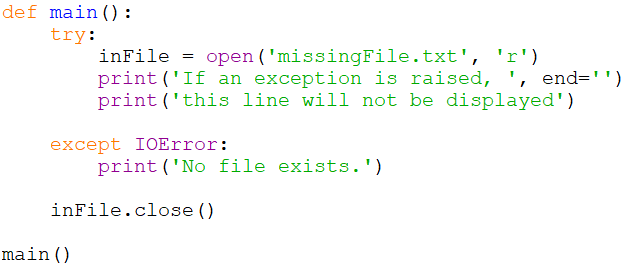 def main():
    try:
        inFile = open('missingFile.txt', 'r')
        print('If an exception is raised, ', end='')
        print('this line will not be displayed')

    except IOError:
        print('No file exists.')

    inFile.close()

main()